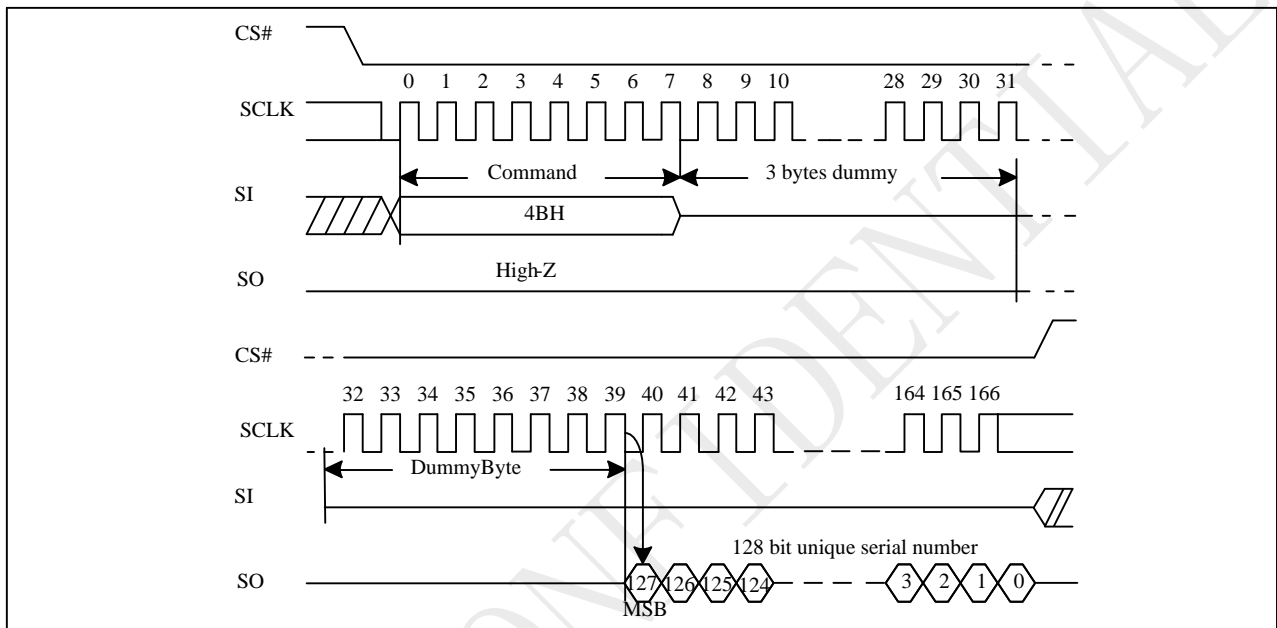 CS#
0 1 2 3 4 5 6 7 8 9 10 28 29 30 31
SCLK
Command 3 bytes dummy
SI
4BH
High-Z
SO
CS#
32 33 34 35 36 37 38 39 40 41 42 43 164 165 166
SCLK
DummyByte
SI
128 bit unique serial number
SO
127 126 125 124 3 2 1 0
MSB
ONFIDENTIAL